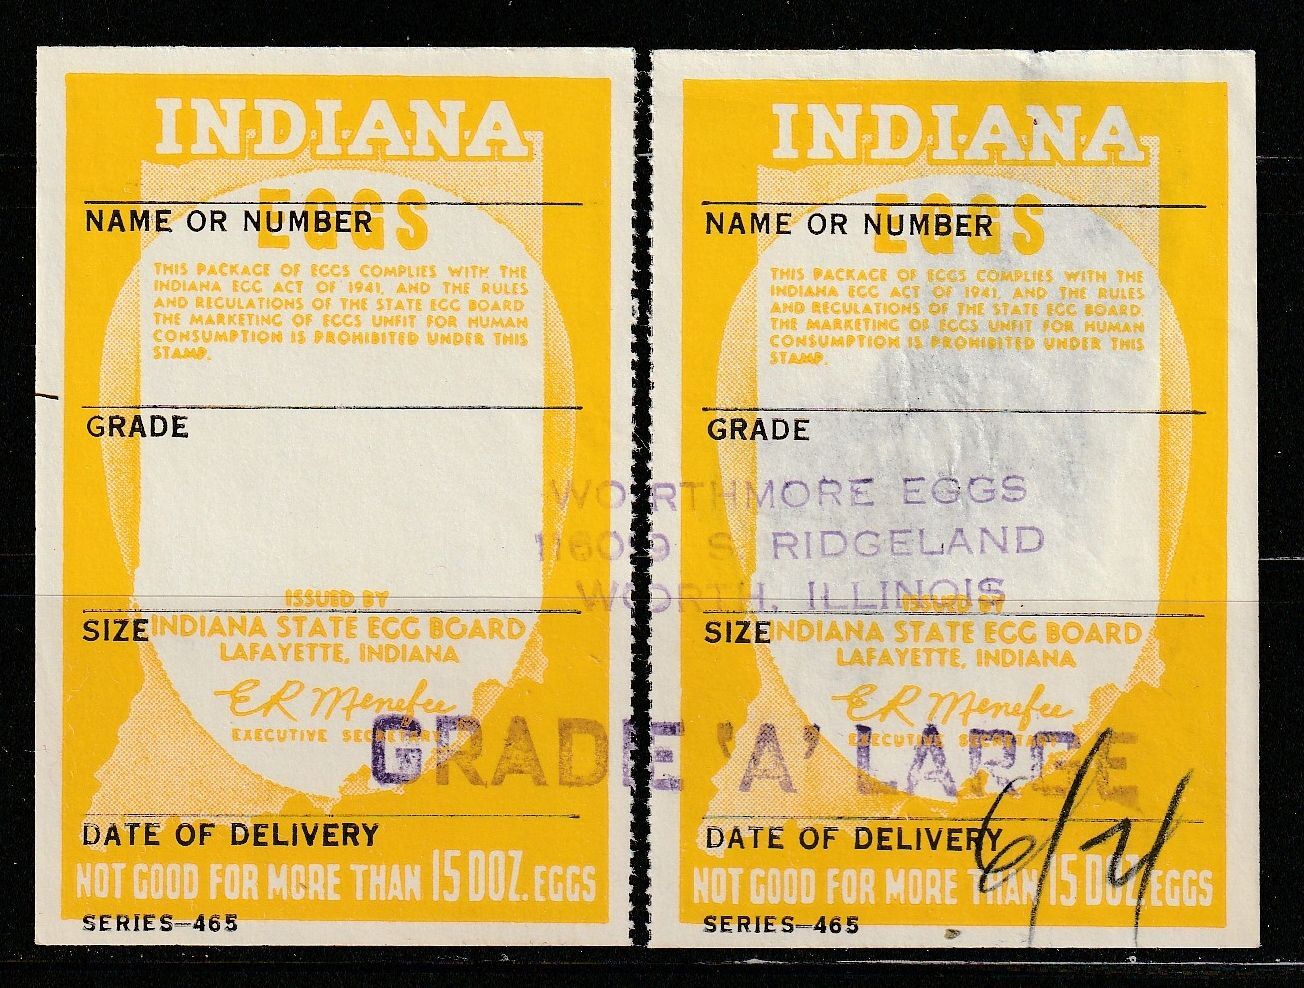 INDIANA
EGGS
NAME OR NUMBER
THIS PACKAGE OF EGGS COMPLIES WITH THE
INDIANA EGG ACT OF 1941, AND THE RULES
AND REGULATIONS OF THE STATE EGG BOARD.
THE MARKETING OF EGGS UNFIT FOR HUMAN
CONSUMPTION IS PROHIBITED UNDER THIS
STAMP.
GRADE
ISSUED BY
SIZE
INDIANA STATE EGG BOARD
LAFAYETTE, INDIANA
E R Menefee
EXECUTIVE SECRETARY
DATE OF DELIVERY
NOT GOOD FOR MORE THAN 15 DOZ. EGGS
SERIES—465
INDIANA
EGGS
NAME OR NUMBER
THIS PACKAGE OF EGGS COMPLIES WITH THE
INDIANA EGG ACT OF 1941, AND THE RULES
AND REGULATIONS OF THE STATE EGG BOARD.
THE MARKETING OF EGGS UNFIT FOR HUMAN
CONSUMPTION IS PROHIBITED UNDER THIS
STAMP.
GRADE
WORTHMORE EGGS
11609 S. RIDGELAND
WORTH, ILLINOIS
ISSUED BY
SIZE
INDIANA STATE EGG BOARD
LAFAYETTE, INDIANA
E R Menefee
EXECUTIVE SECRETARY
GRADE 'A' LARGE
DATE OF DELIVERY
NOT GOOD FOR MORE THAN 15 DOZ. EGGS
SERIES—465